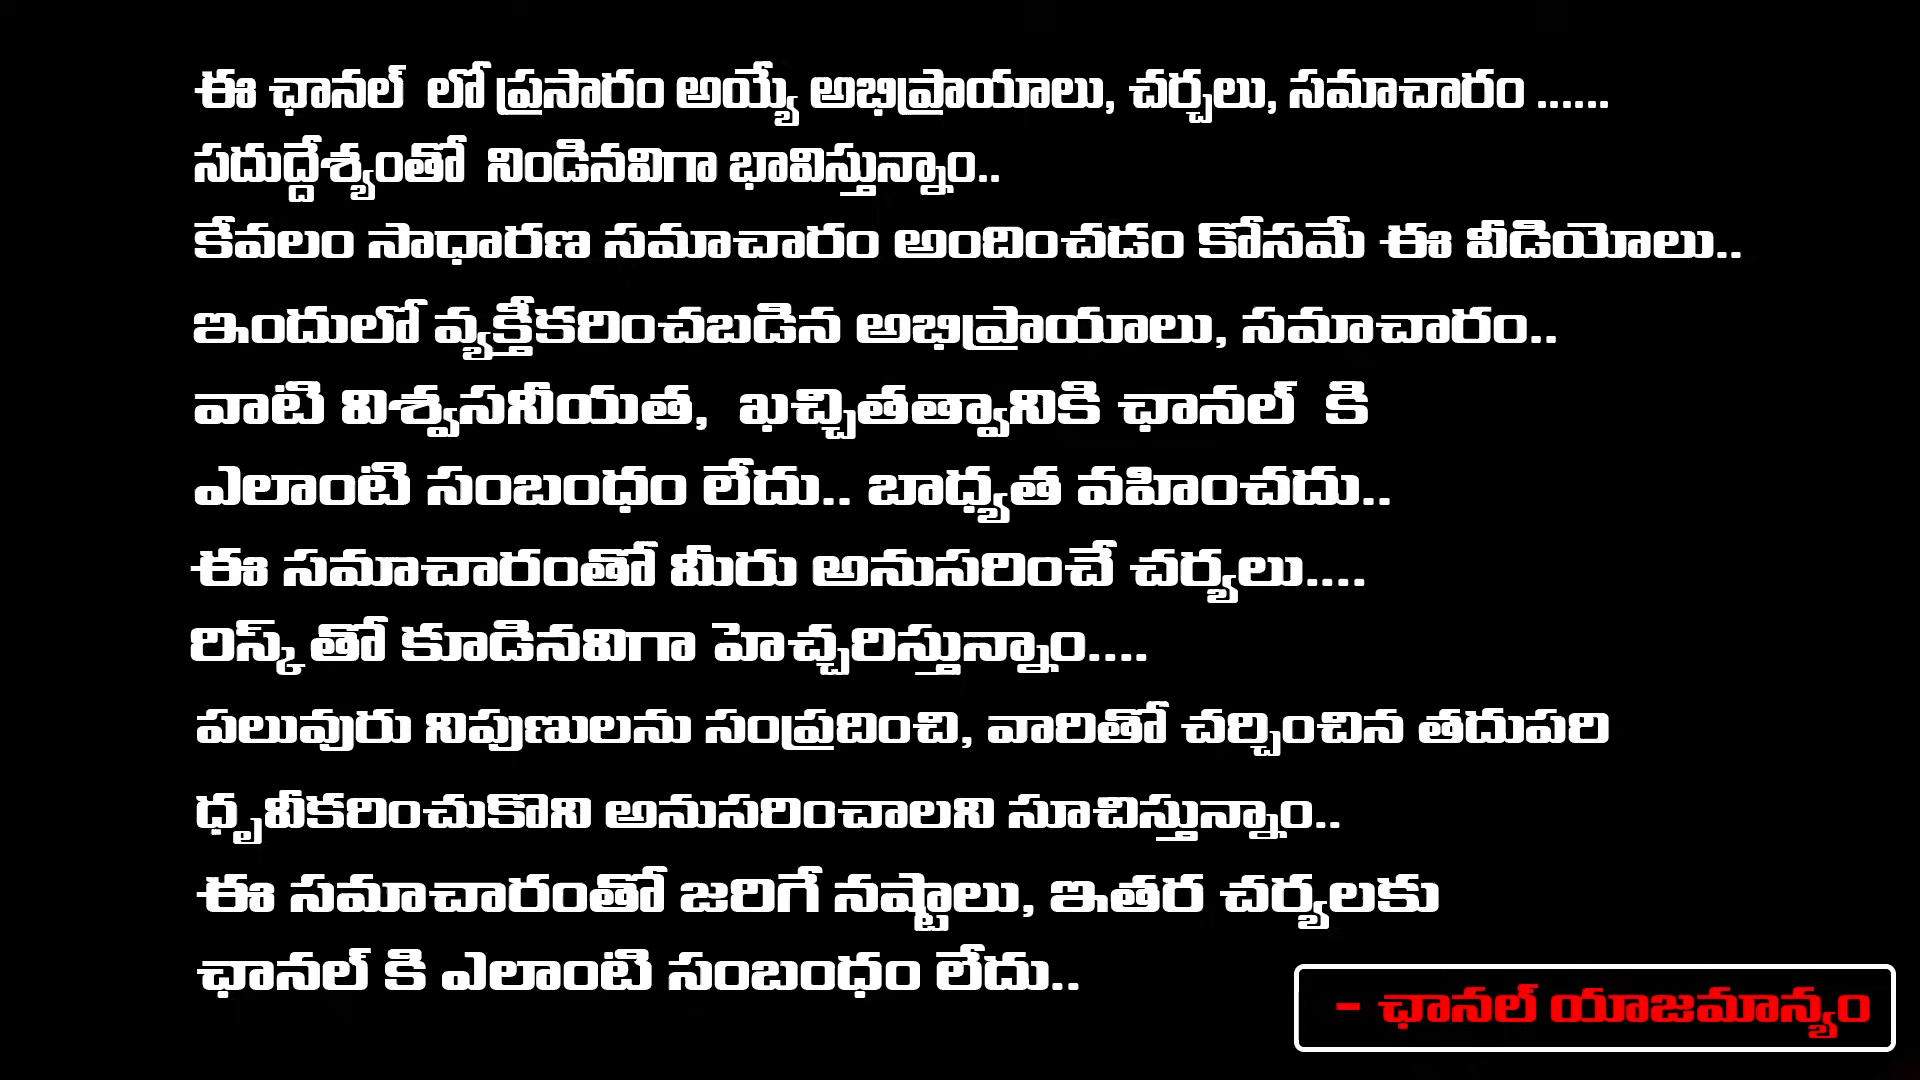 ఈ ఛానల్ లో ప్రసారం అయ్యే అభిప్రాయాలు, చర్చలు, సమాచారం ......
సదుద్దేశ్యంతో నిండినవిగా భావిస్తున్నాం..
కేవలం సాధారణ సమాచారం అందించడం కోసమే ఈ వీడియోలు..
ఇందులో వ్యక్తీకరించబడిన అభిప్రాయాలు, సమాచారం..
వాటి విశ్వసనీయత, ఖచ్చితత్వానికి ఛానల్ కి
ఎలాంటి సంబంధం లేదు.. బాధ్యత వహించదు..
ఈ సమాచారంతో మీరు అనుసరించే చర్యలు....
రిస్క్ తో కూడినవిగా హెచ్చరిస్తున్నాం....
పలువురు నిపుణులను సంప్రదించి, వారితో చర్చించిన తదుపరి
ధృవీకరించుకొని అనుసరించాలని సూచిస్తున్నాం..
ఈ సమాచారంతో జరిగే నష్టాలు, ఇతర చర్యలకు
ఛానల్ కి ఎలాంటి సంబంధం లేదు..
- ఛానల్ యాజమాన్యం